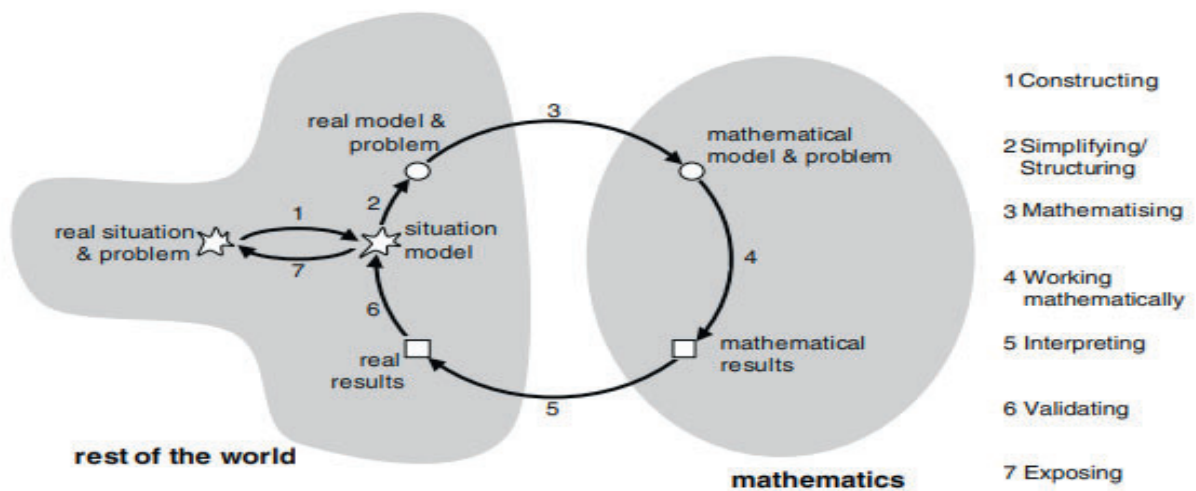 real model &
problem
3
mathematical
model & problem
1
2
real situation
& problem
situation
model
7
4
6
real
results
mathematical
results
5
rest of the world
mathematics
1 Constructing
2 Simplifying/
Structuring
3 Mathematising
4 Working
mathematically
5 Interpreting
6 Validating
7 Exposing